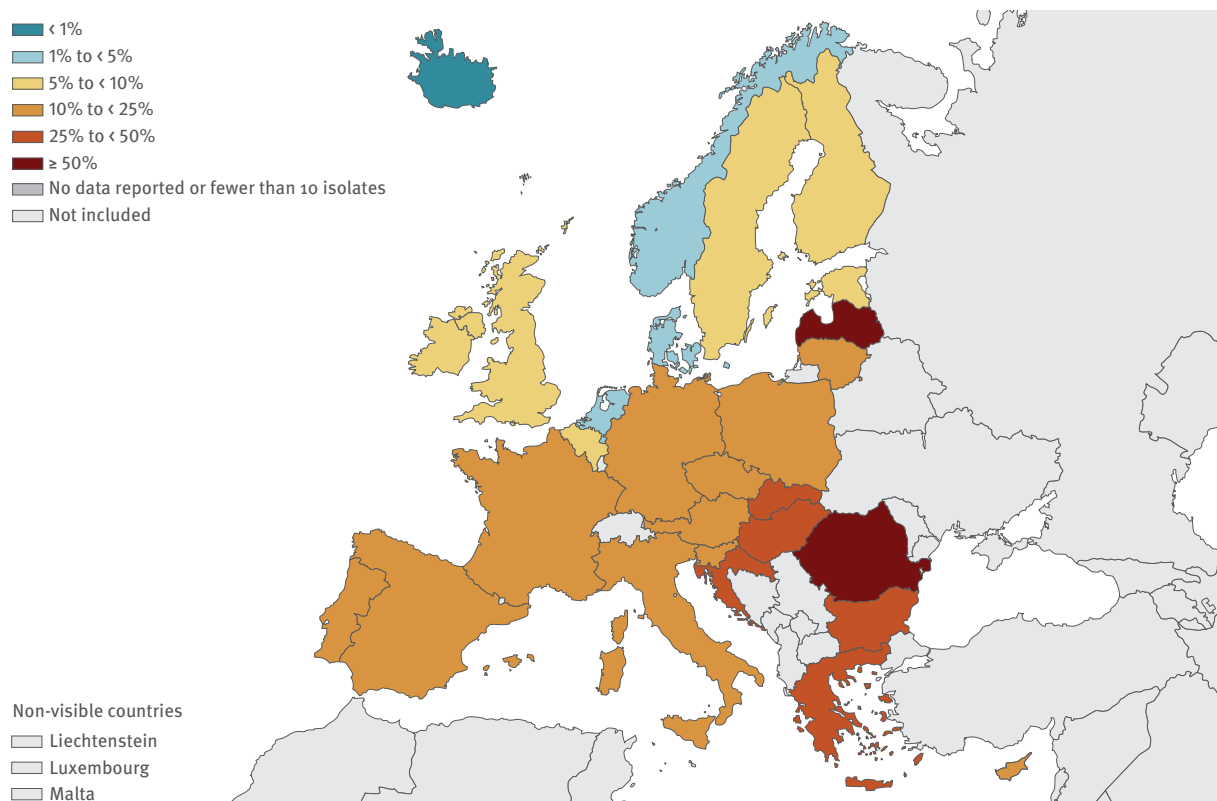 < 1%
1% to < 5%
5% to < 10%
10% to < 25%
25% to < 50%
≥ 50%
No data reported or fewer than 10 isolates
Not included
Non-visible countries
Liechtenstein
Luxembourg
Malta